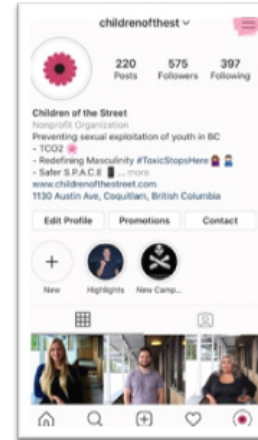 childrenofthest
220 575 397
Posts Followers Following
Children of the Street
Nonprofit Organization
Preventing sexual exploitation of youth in BC
- TCO2
- Redefining Masculinity #ToxicStopsHere
- Safer S.P.A.C.E ... more
www.childrenofthestreet.com
1130 Austin Ave, Coquitlam, British Columbia
Edit Profile Promotions Contact
New Highlights New Camp...